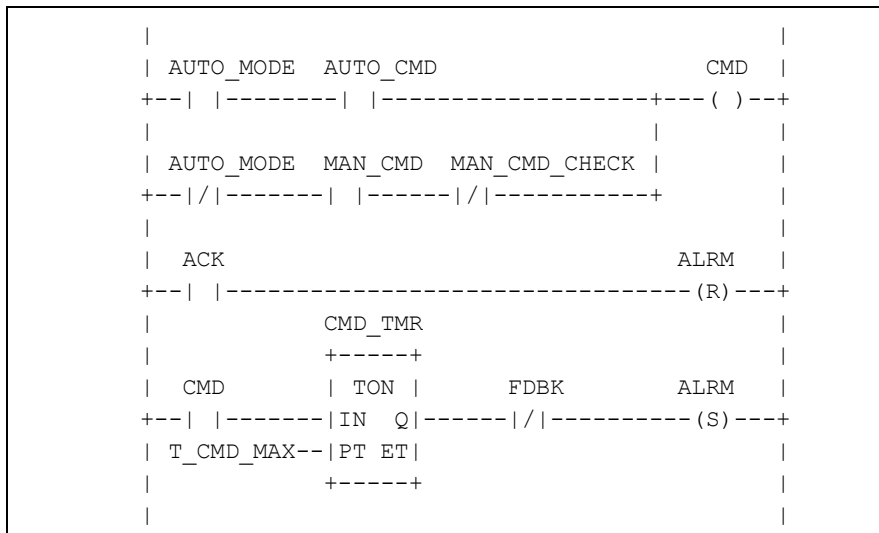 |                                            |
| AUTO_MODE  AUTO_CMD                   CMD  |
+--| |--------| |-------------------+---( )--+
|                                   |        |
| AUTO_MODE  MAN_CMD  MAN_CMD_CHECK |        |
+--|/|-------| |------|/|-----------+        |
|                                            |
|  ACK                                ALRM   |
+--| |---------------------------------(R)---+
|            CMD_TMR                         |
|            +-----+                         |
|  CMD       | TON |      FDBK       ALRM    |
+--| |-------|IN  Q|------|/|----------(S)---+
| T_CMD_MAX--|PT ET|                         |
|            +-----+                         |
|                                            |